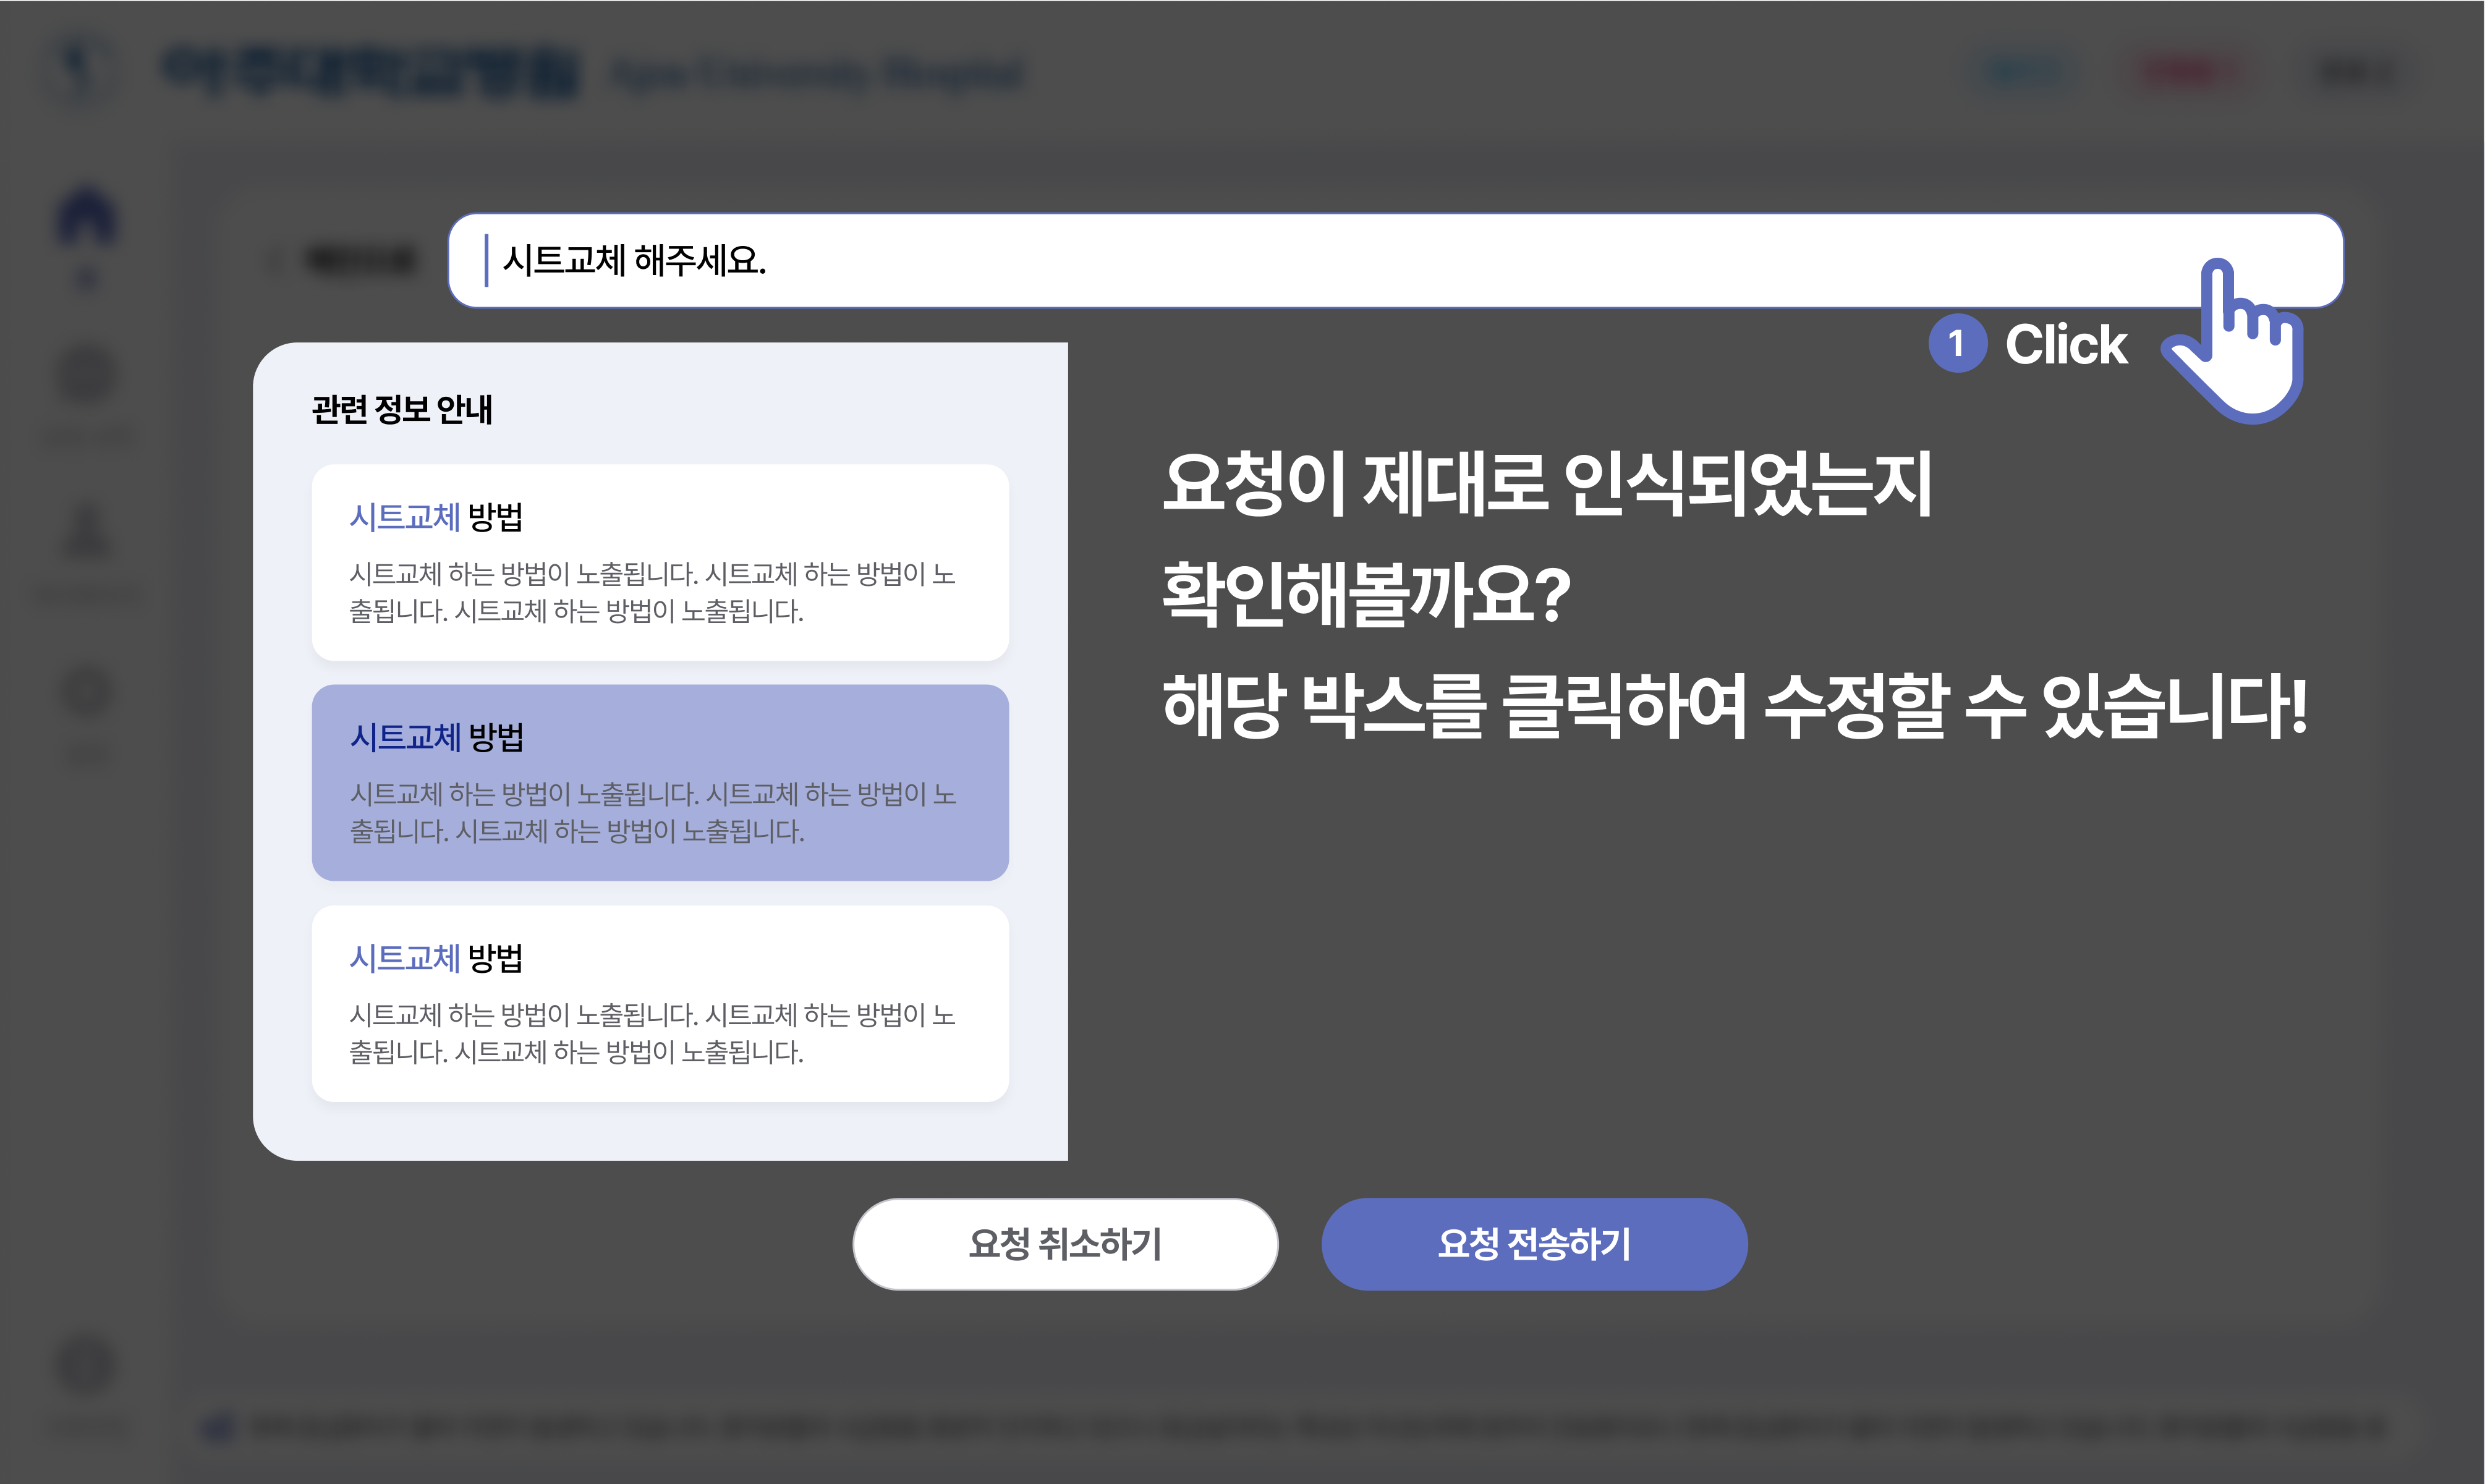 아주대학교병원 Ajou University Hospital
시트교체 해주세요.
1 Click
관련 정보 안내
시트교체 방법
시트교체 하는 방법이 노출됩니다. 시트교체 하는 방법이 노
출됩니다. 시트교체 하는 방법이 노출됩니다.
시트교체 방법
시트교체 하는 방법이 노출됩니다. 시트교체 하는 방법이 노
출됩니다. 시트교체 하는 방법이 노출됩니다.
시트교체 방법
시트교체 하는 방법이 노출됩니다. 시트교체 하는 방법이 노
출됩니다. 시트교체 하는 방법이 노출됩니다.
요청이 제대로 인식되었는지
확인해볼까요?
해당 박스를 클릭하여 수정할 수 있습니다!
요청 취소하기
요청 전송하기